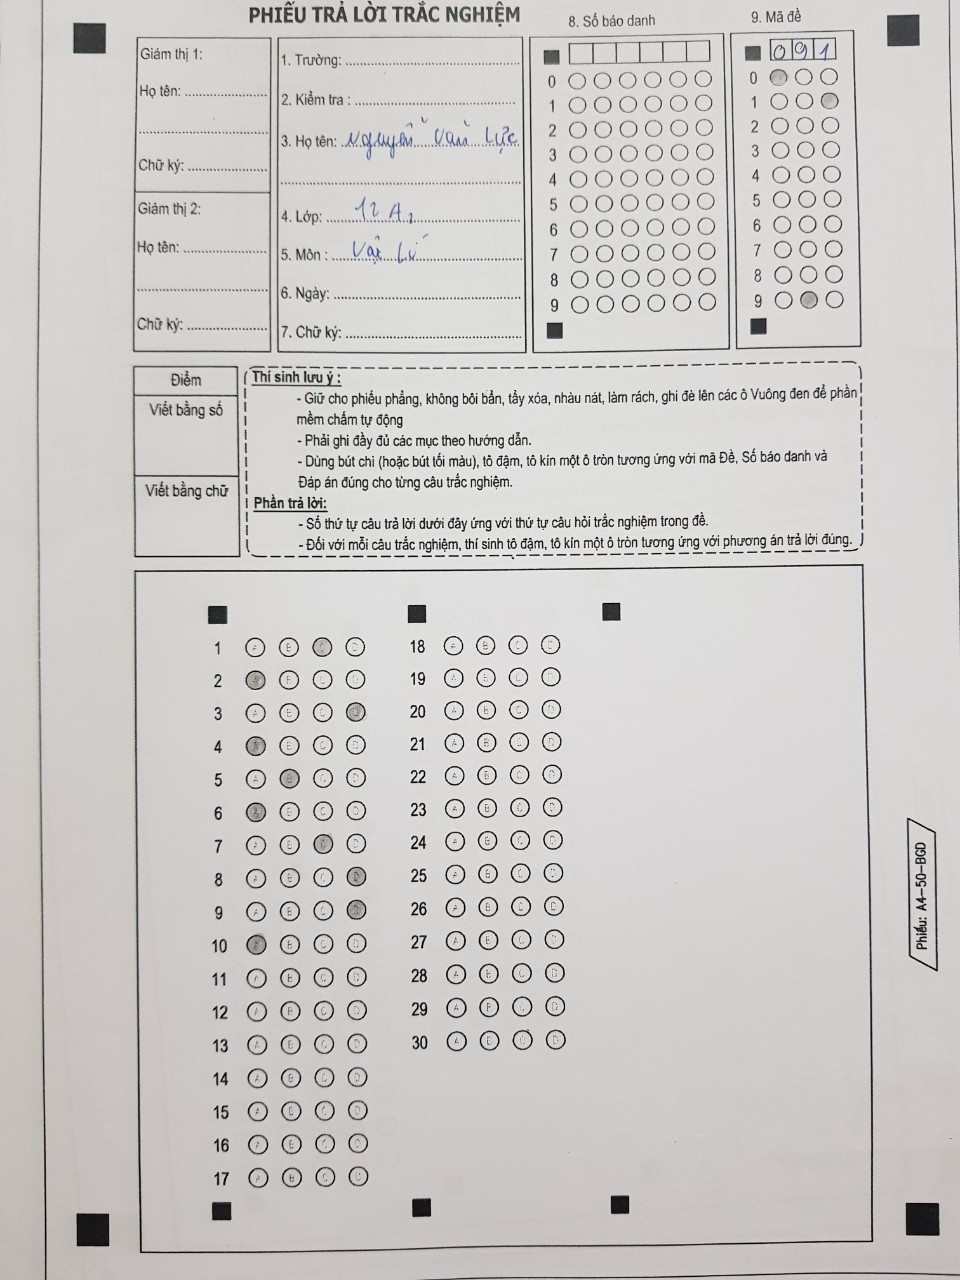 PHIẾU TRẢ LỜI TRẮC NGHIỆM
Giám thị 1:
Họ tên:
Chữ ký:
Giám thị 2:
Họ tên:
Chữ ký:
1. Trường:
2. Kiểm tra :
3. Họ tên: Nguyễn Văn Lực
4. Lớp: 12 A1
5. Môn : Vật Lí
6. Ngày:
7. Chữ ký:
8. Số báo danh
0
1
2
3
4
5
6
7
8
9
9. Mã đề
0 9 1
0
1
2
3
4
5
6
7
8
9
Điểm
Viết bằng số
Viết bằng chữ
Thí sinh lưu ý :
- Giữ cho phiếu phẳng, không bôi bẩn, tẩy xóa, nhàu nát, làm rách, ghi đè lên các ô Vuông đen để phần
mềm chấm tự động
- Phải ghi đầy đủ các mục theo hướng dẫn.
- Dùng bút chì (hoặc bút tối màu), tô đậm, tô kín một ô tròn tương ứng với mã Đề, Số báo danh và
Đáp án đúng cho từng câu trắc nghiệm.
Phần trả lời:
- Số thứ tự câu trả lời dưới đây ứng với thứ tự câu hỏi trắc nghiệm trong đề.
- Đối với mỗi câu trắc nghiệm, thí sinh tô đậm, tô kín một ô tròn tương ứng với phương án trả lời đúng.
1 A B C D
2 A B C D
3 A B C D
4 A B C D
5 A B C D
6 A B C D
7 A B C D
8 A B C D
9 A B C D
10 A B C D
11 A B C D
12 A B C D
13 A B C D
14 A B C D
15 A B C D
16 A B C D
17 A B C D
18 A B C D
19 A B C D
20 A B C D
21 A B C D
22 A B C D
23 A B C D
24 A B C D
25 A B C D
26 A B C D
27 A B C D
28 A B C D
29 A B C D
30 A B C D
Phiếu: A4-50-BGD